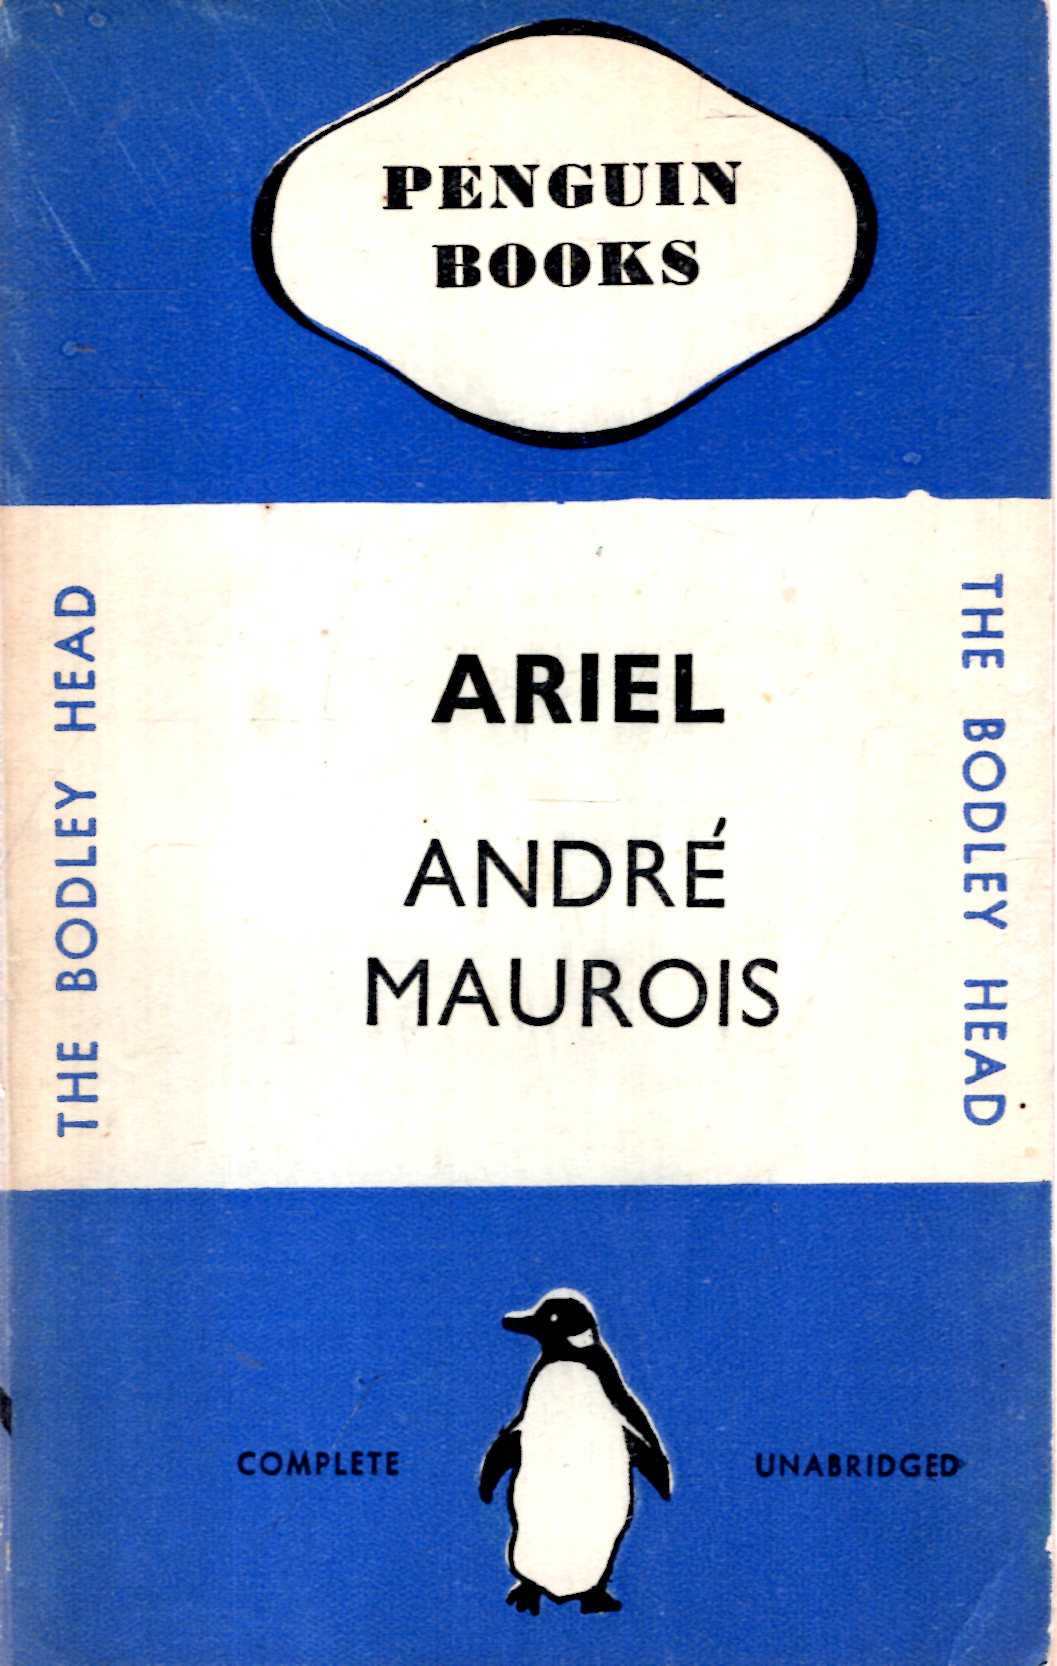 PENGUIN
BOOKS
THE BODLEY HEAD
ARIEL
ANDRÉ
MAUROIS
THE BODLEY HEAD
COMPLETE
UNABRIDGED